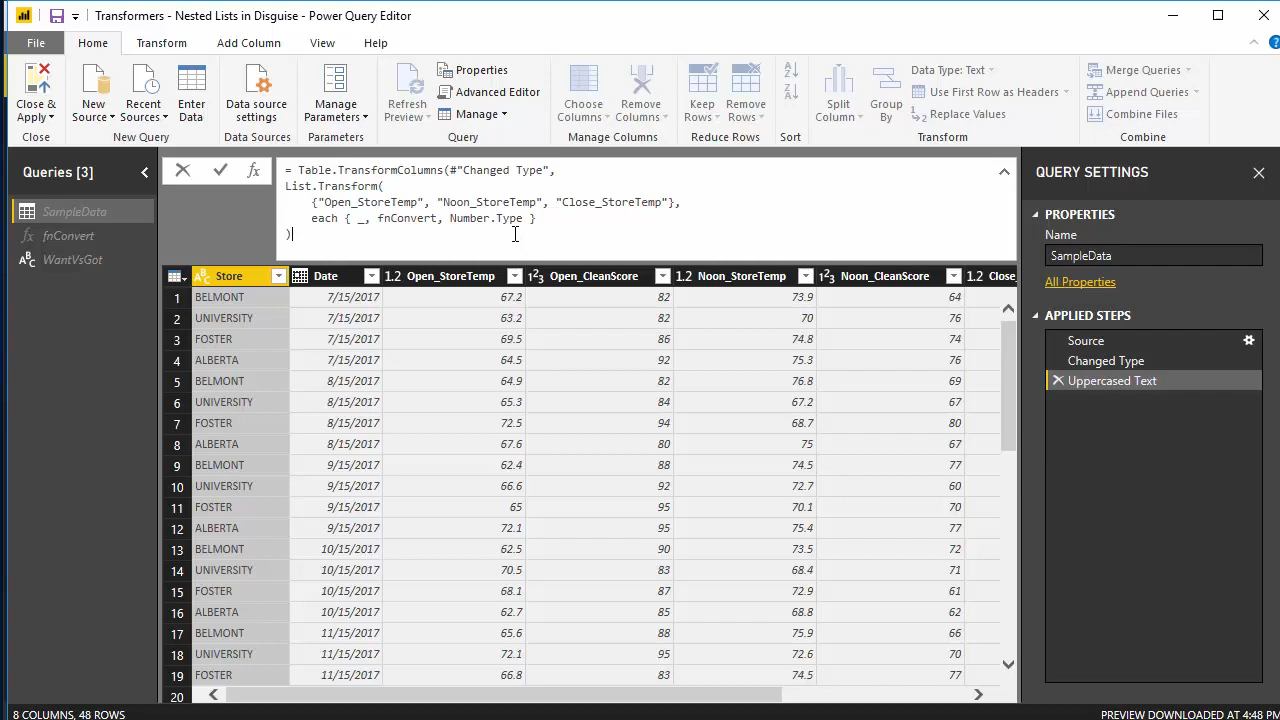 Transformers - Nested Lists in Disguise - Power Query Editor
File Home Transform Add Column View Help
Close & Apply
Close
New Source
Recent Sources
Enter Data
New Query
Data source settings
Data Sources
Manage Parameters
Parameters
Refresh Preview
Properties
Advanced Editor
Manage
Query
Choose Columns
Remove Columns
Manage Columns
Keep Rows
Remove Rows
Reduce Rows
Sort
Split Column
Group By
Data Type: Text
Use First Row as Headers
Replace Values
Transform
Merge Queries
Append Queries
Combine Files
Combine
Queries [3]
SampleData
fnConvert
WantVsGot
= Table.TransformColumns(#"Changed Type",
List.Transform(
{"Open_StoreTemp", "Noon_StoreTemp", "Close_StoreTemp"},
each { _, fnConvert, Number.Type }
)
Store Date 1.2 Open_StoreTemp 123 Open_CleanScore 1.2 Noon_StoreTemp 123 Noon_CleanScore 1.2 Close_
1 BELMONT 7/15/2017 67.2 82 73.9 64
2 UNIVERSITY 7/15/2017 63.2 82 70 76
3 FOSTER 7/15/2017 69.5 86 74.8 74
4 ALBERTA 7/15/2017 64.5 92 75.3 76
5 BELMONT 8/15/2017 64.9 82 76.8 69
6 UNIVERSITY 8/15/2017 65.3 84 67.2 67
7 FOSTER 8/15/2017 72.5 94 68.7 80
8 ALBERTA 8/15/2017 67.6 80 75 67
9 BELMONT 9/15/2017 62.4 88 74.5 77
10 UNIVERSITY 9/15/2017 66.6 92 72.7 60
11 FOSTER 9/15/2017 65 95 70.1 70
12 ALBERTA 9/15/2017 72.1 95 75.4 77
13 BELMONT 10/15/2017 62.5 90 73.5 72
14 UNIVERSITY 10/15/2017 70.5 83 68.4 71
15 FOSTER 10/15/2017 68.1 87 72.9 61
16 ALBERTA 10/15/2017 62.7 85 68.8 62
17 BELMONT 11/15/2017 65.6 88 75.9 66
18 UNIVERSITY 11/15/2017 72.1 95 72.6 70
19 FOSTER 11/15/2017 66.8 83 74.5 77
20
QUERY SETTINGS
PROPERTIES
Name
SampleData
All Properties
APPLIED STEPS
Source
Changed Type
Uppercased Text
8 COLUMNS, 48 ROWS
PREVIEW DOWNLOADED AT 4:48 PM